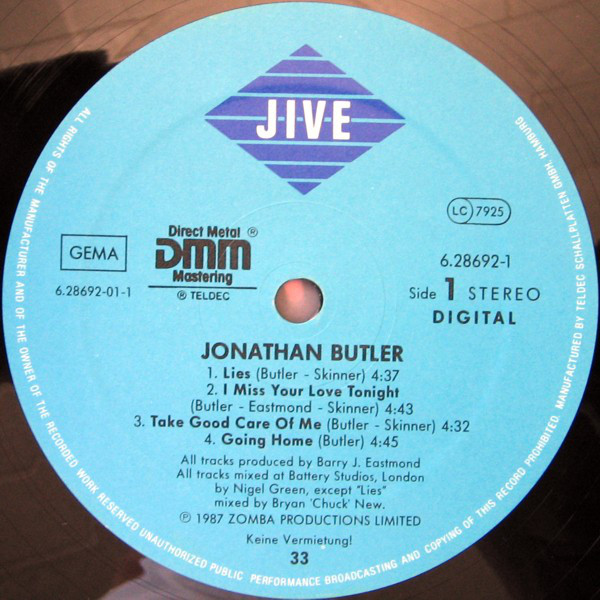 JIVE
LC 7925
GEMA
Direct Metal ®
DMM
Mastering
℗ TELDEC
6.28692-01-1
6.28692-1
Side 1 STEREO
DIGITAL
JONATHAN BUTLER
1. Lies (Butler - Skinner) 4:37
2. I Miss Your Love Tonight
(Butler - Eastmond - Skinner) 4:43
3. Take Good Care Of Me (Butler - Skinner) 4:32
4. Going Home (Butler) 4:45
All tracks produced by Barry J. Eastmond
All tracks mixed at Battery Studios, London
by Nigel Green, except "Lies"
mixed by Bryan 'Chuck' New.
℗ 1987 ZOMBA PRODUCTIONS LIMITED
Keine Vermietung!
33
ALL RIGHTS OF THE MANUFACTURER AND OF THE OWNER OF THE RECORDED WORK RESERVED UNAUTHORIZED PUBLIC PERFORMANCE BROADCASTING AND COPYING OF THIS RECORD PROHIBITED. MANUFACTURED BY TELDEC SCHALLPLATTEN GMBH, HAMBURG